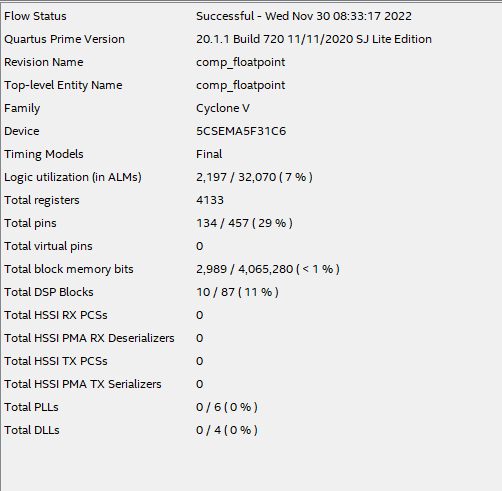 Flow Status Successful - Wed Nov 30 08:33:17 2022
Quartus Prime Version 20.1.1 Build 720 11/11/2020 SJ Lite Edition
Revision Name comp_floatpoint
Top-level Entity Name comp_floatpoint
Family Cyclone V
Device 5CSEMA5F31C6
Timing Models Final
Logic utilization (in ALMs) 2,197 / 32,070 ( 7 % )
Total registers 4133
Total pins 134 / 457 ( 29 % )
Total virtual pins 0
Total block memory bits 2,989 / 4,065,280 ( < 1 % )
Total DSP Blocks 10 / 87 ( 11 % )
Total HSSI RX PCSs 0
Total HSSI PMA RX Deserializers 0
Total HSSI TX PCSs 0
Total HSSI PMA TX Serializers 0
Total PLLs 0 / 6 ( 0 % )
Total DLLs 0 / 4 ( 0 % )